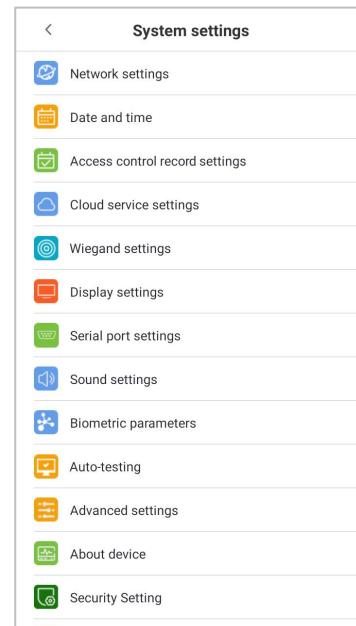 System settings
Network settings
Date and time
Access control record settings
Cloud service settings
Wiegand settings
Display settings
Serial port settings
Sound settings
Biometric parameters
Auto-testing
Advanced settings
About device
Security Setting